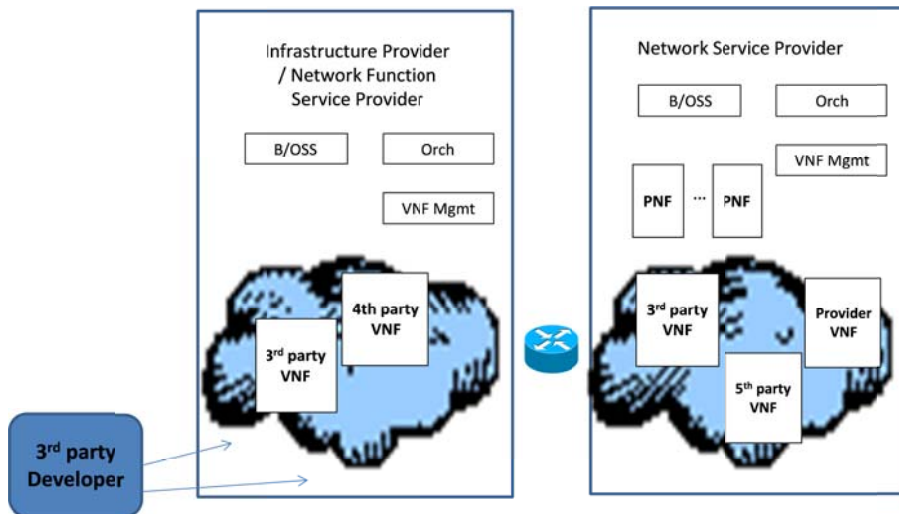 Infrastructure Provider
/ Network Function
Service Provider
B/OSS
Orch
VNF Mgmt
4th party
VNF
3rd party
VNF
3rd party
Developer
Network Service Provider
B/OSS
Orch
VNF Mgmt
PNF
...
PNF
3rd party
VNF
Provider
VNF
5th party
VNF